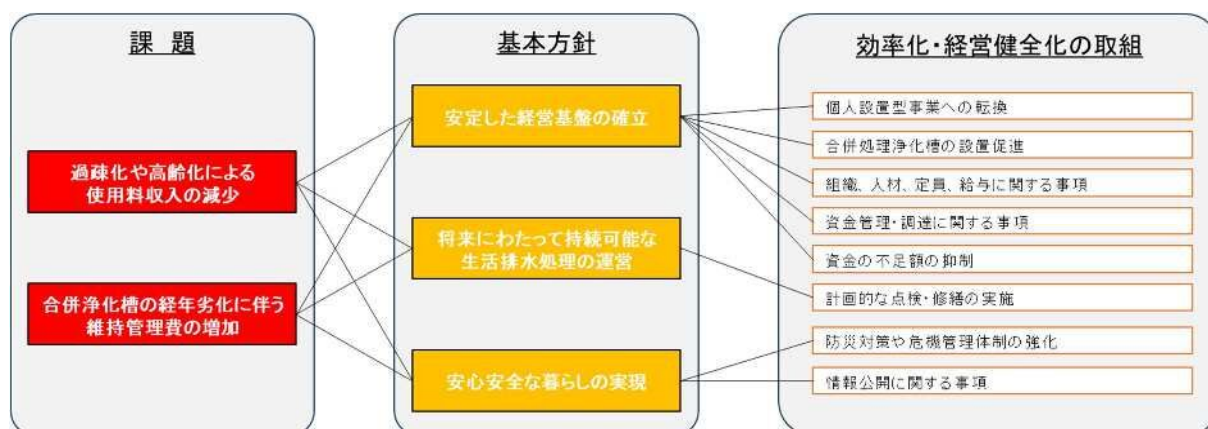 課　題
過疎化や高齢化による
使用料収入の減少
合併浄化槽の経年劣化に伴う
維持管理費の増加
基本方針
安定した経営基盤の確立
将来にわたって持続可能な
生活排水処理の運営
安心安全な暮らしの実現
効率化・経営健全化の取組
個人設置型事業への転換
合併処理浄化槽の設置促進
組織、人材、定員、給与に関する事項
資金管理・調達に関する事項
資金の不足額の抑制
計画的な点検・修繕の実施
防災対策や危機管理体制の強化
情報公開に関する事項